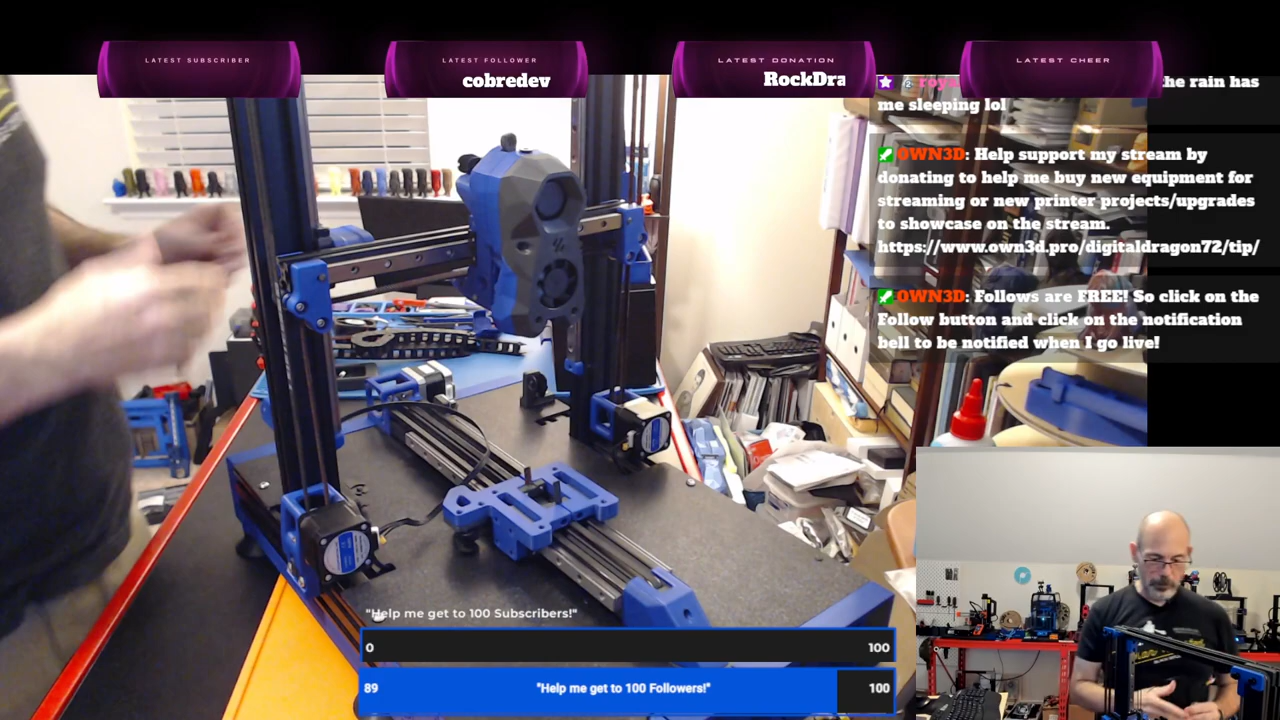 LATEST SUBSCRIBER
LATEST FOLLOWER
cobredev
LATEST DONATION
RockDra
LATEST CHEER
the rain has
me sleeping lol
OWN3D: Help support my stream by
donating to help me buy new equipment for
streaming or new printer projects/upgrades
to showcase on the stream.
https://www.own3d.pro/digitaldragon72/tip/
OWN3D: Follows are FREE! So click on the
Follow button and click on the notification
bell to be notified when I go live!
"Help me get to 100 Subscribers!"
0 100
89 "Help me get to 100 Followers!" 100